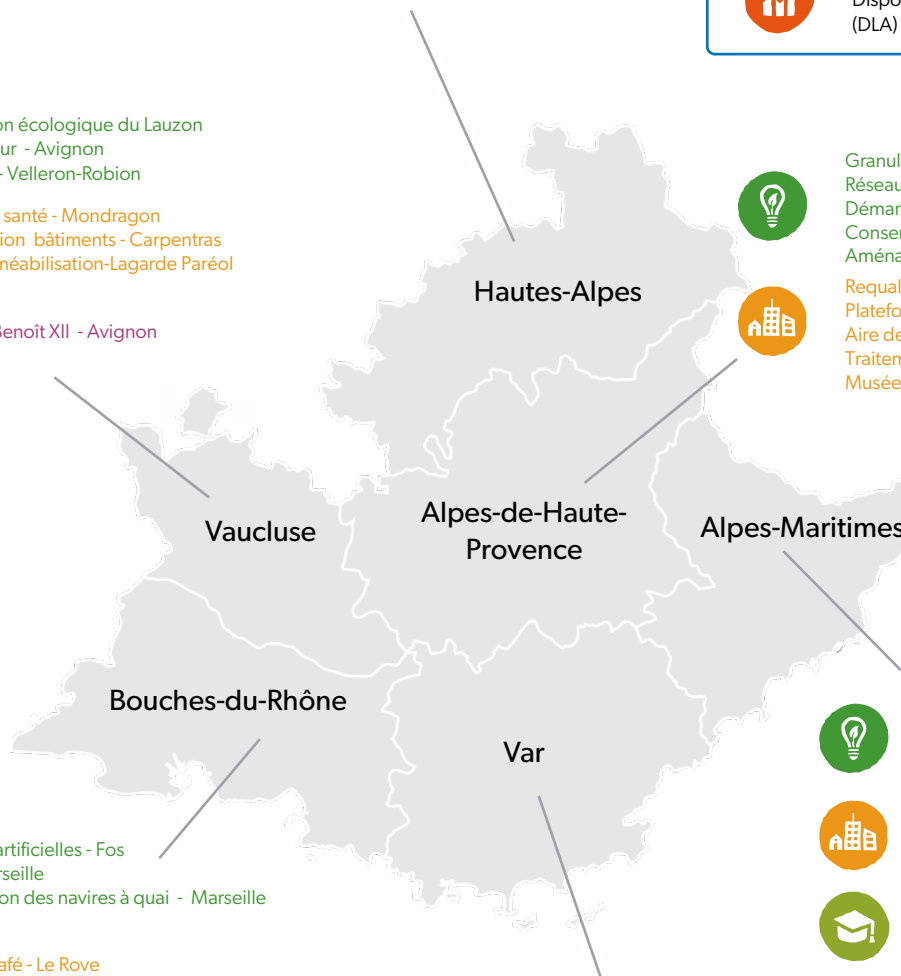 (DLA)
on écologique du Lauzon
ur - Avignon
- Velleron-Robion
santé - Mondragon
ion bâtiments - Carpentras
méabilisation-Lagarde Paréol
Benoît XII - Avignon
Granul
Réseau
Démar
Conser
Aména
Requal
Platefo
Aire de
Traitem
Musée
Hautes-Alpes
Vaucluse
Alpes-de-Haute-
Provence
Alpes-Maritimes
Bouches-du-Rhône
Var
artificielles - Fos
rseille
on des navires à quai - Marseille
afé - Le Rove